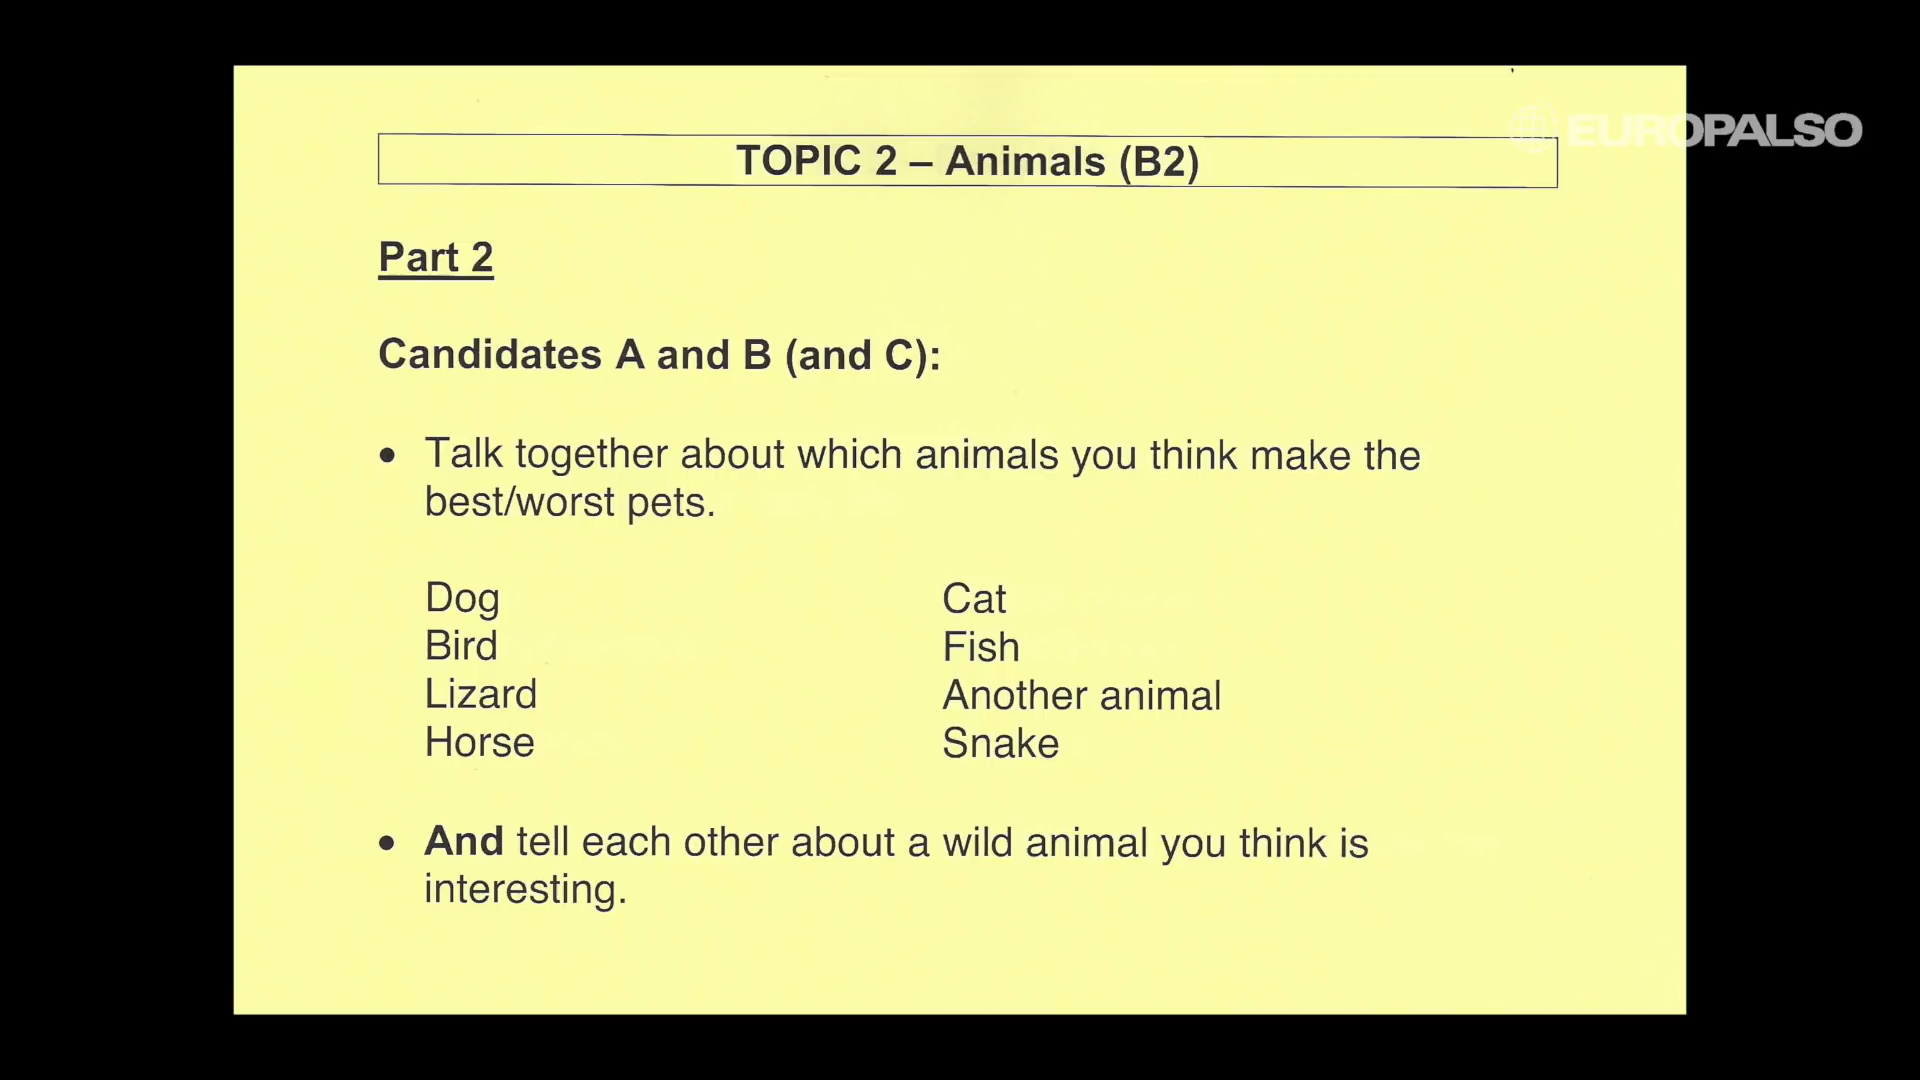 EUROPALSO
TOPIC 2 – Animals (B2)
Part 2
Candidates A and B (and C):
• Talk together about which animals you think make the
best/worst pets.
Dog Cat
Bird Fish
Lizard Another animal
Horse Snake
• And tell each other about a wild animal you think is
interesting.